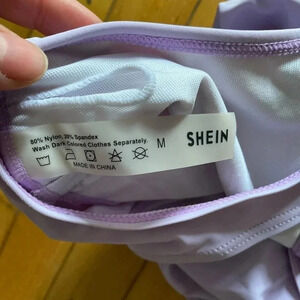 80% Nylon, 20% Spandex
Wash Dark Colored Clothes Separately.
M
SHEIN
MADE IN CHINA